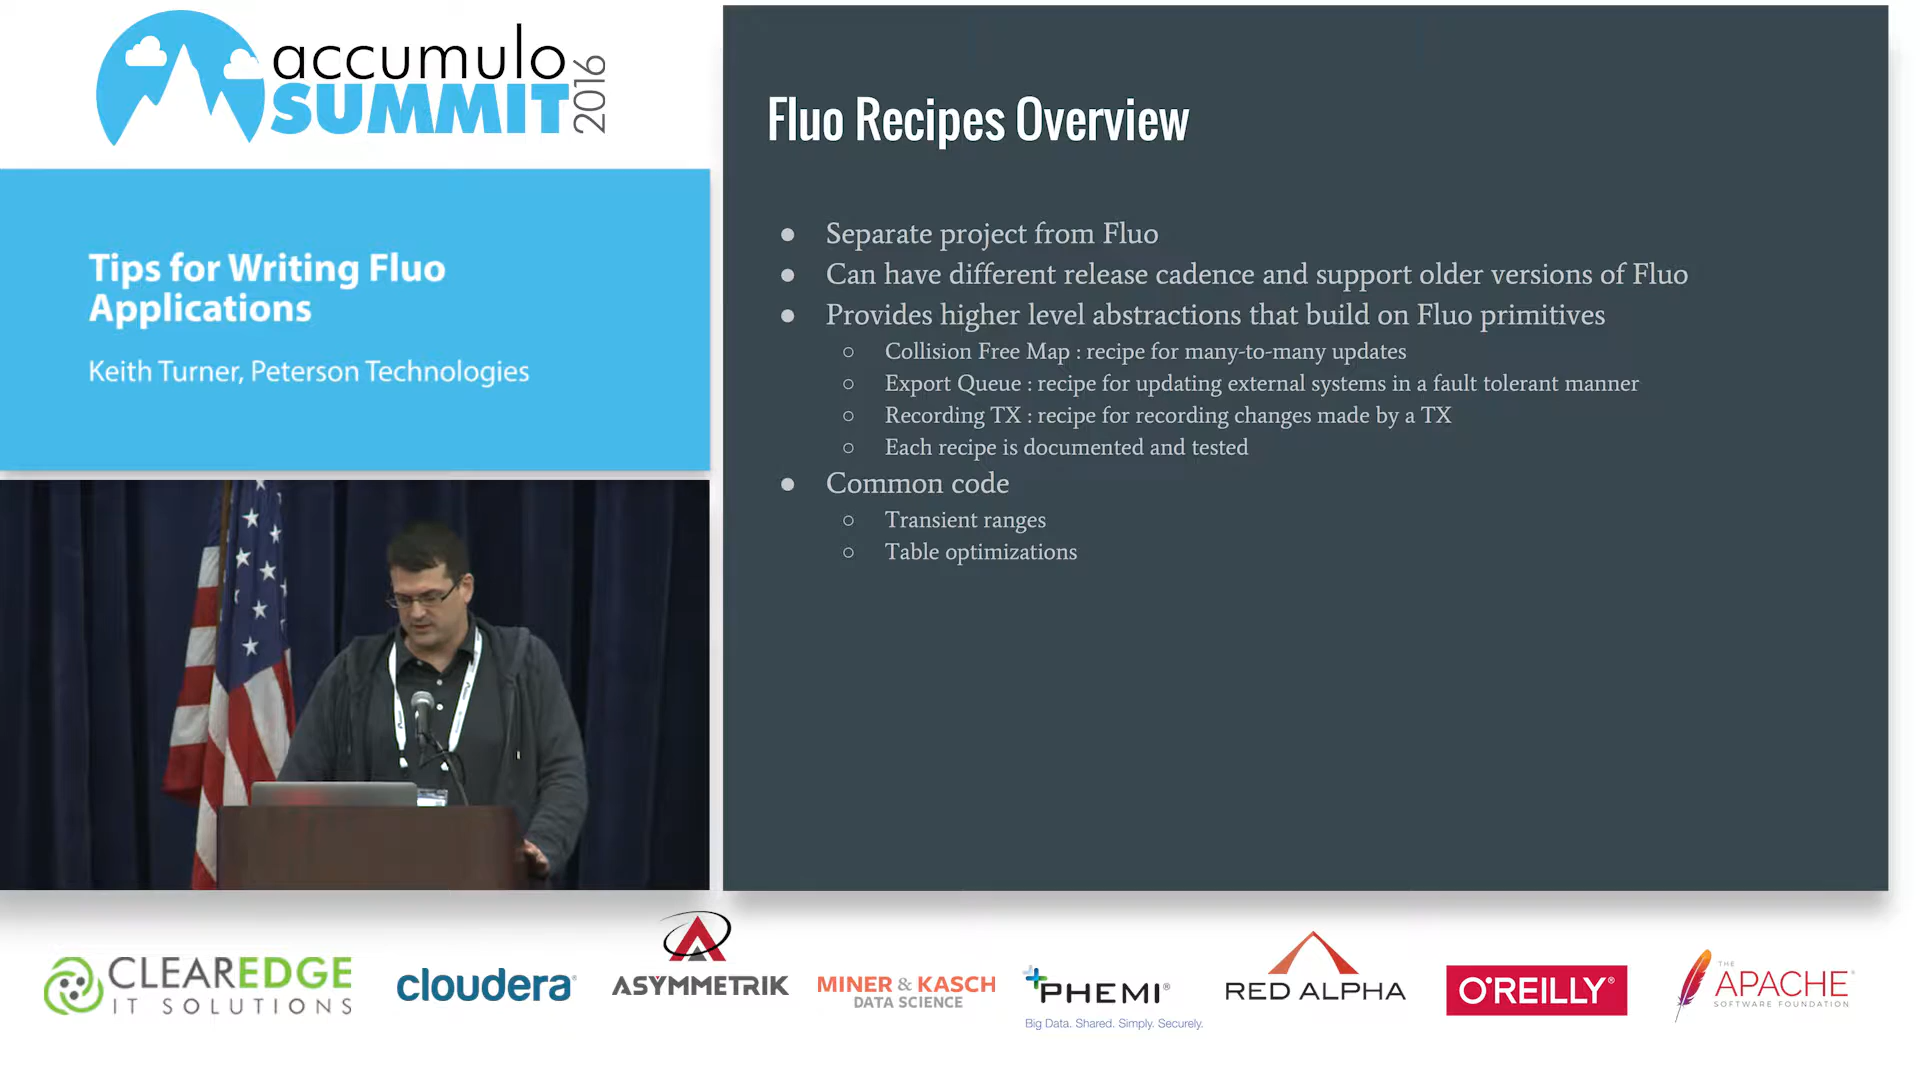 accumulo
SUMMIT
2016
Tips for Writing Fluo
Applications
Keith Turner, Peterson Technologies
Fluo Recipes Overview
● Separate project from Fluo
● Can have different release cadence and support older versions of Fluo
● Provides higher level abstractions that build on Fluo primitives
○ Collision Free Map : recipe for many-to-many updates
○ Export Queue : recipe for updating external systems in a fault tolerant manner
○ Recording TX : recipe for recording changes made by a TX
○ Each recipe is documented and tested
● Common code
○ Transient ranges
○ Table optimizations
CLEAREDGE
IT SOLUTIONS
cloudera®
ASYMMETRIK
MINER & KASCH
DATA SCIENCE
PHEMI®
Big Data. Shared. Simply. Securely.
RED ALPHA
O'REILLY®
THE
APACHE®
SOFTWARE FOUNDATION